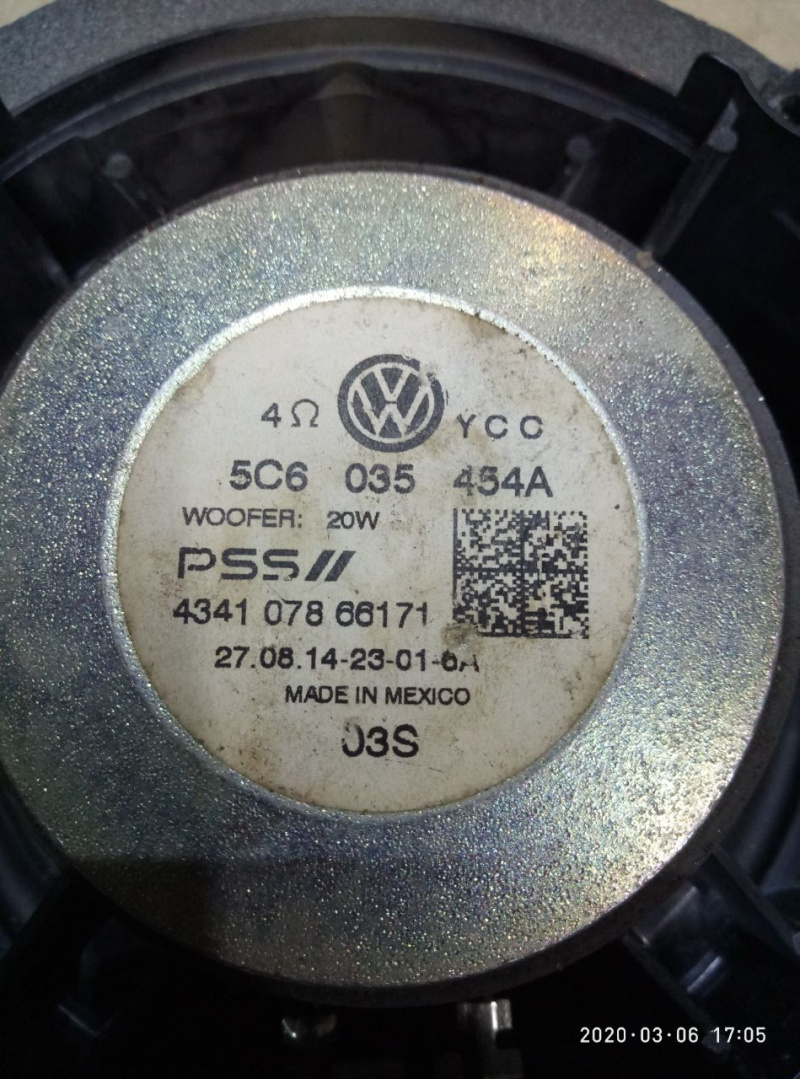 4Ω VW YCC
5C6 035 454A
WOOFER: 20W
PSS//
4341 078 66171
27.08.14-23-01-6A
MADE IN MEXICO
03S
2020·03·06 17:05